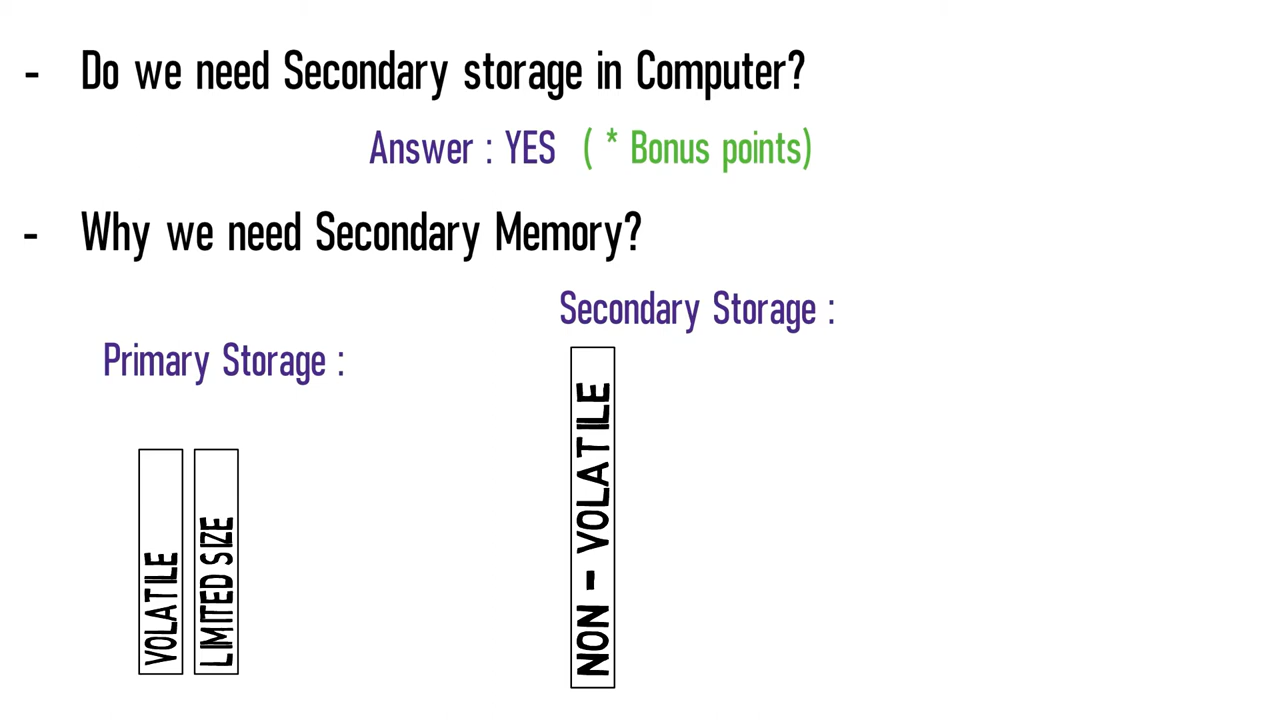 - Do we need Secondary storage in Computer?
Answer : YES ( * Bonus points)
- Why we need Secondary Memory?
Secondary Storage :
Primary Storage :
VOLATILE
LIMITED SIZE
NON - VOLATILE